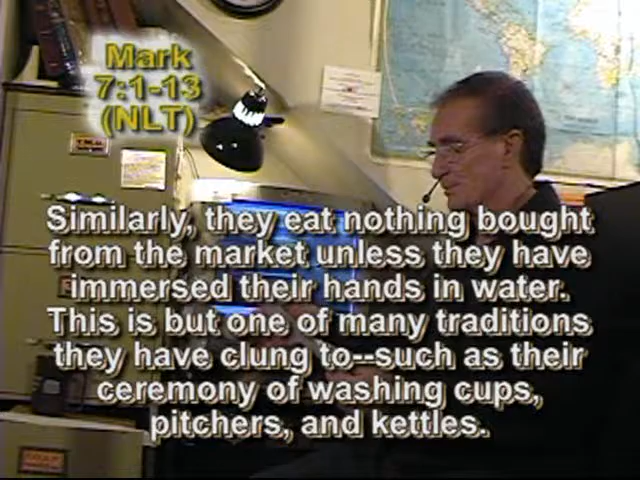 Mark
7:1-13
(NLT)
Similarly, they eat nothing bought
from the market unless they have
immersed their hands in water.
This is but one of many traditions
they have clung to--such as their
ceremony of washing cups,
pitchers, and kettles.